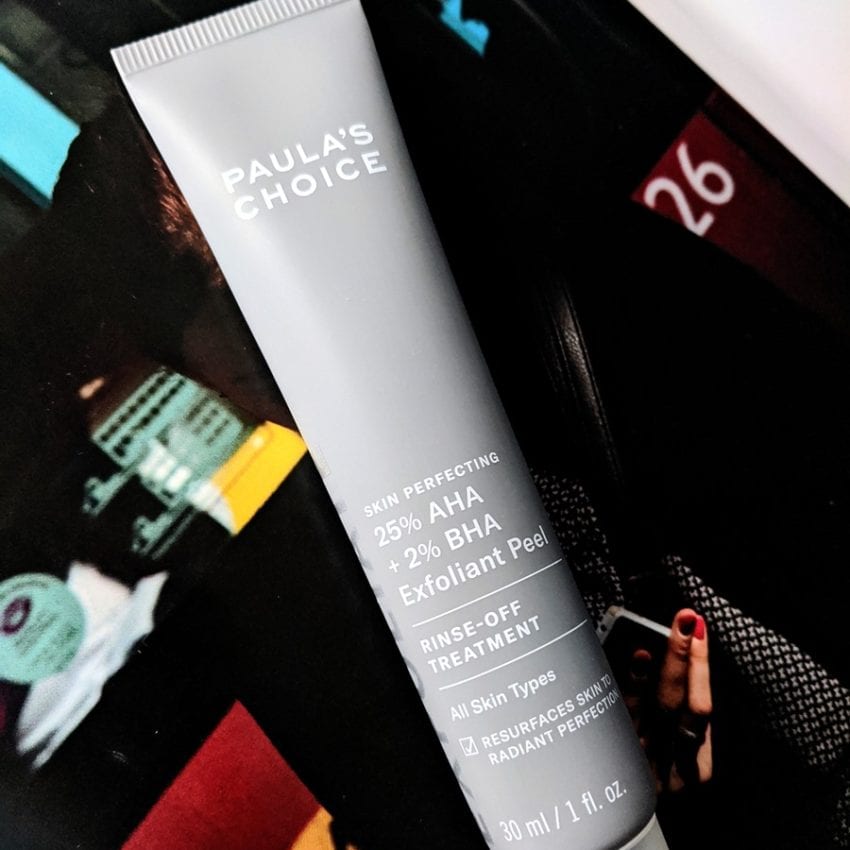 PAULA'S
CHOICE
26
SKIN PERFECTING
25% AHA
+ 2% BHA
Exfoliant Peel
RINSE-OFF
TREATMENT
All Skin Types
RESURFACES SKIN TO
RADIANT PERFECTION
30 ml / 1 fl. oz.